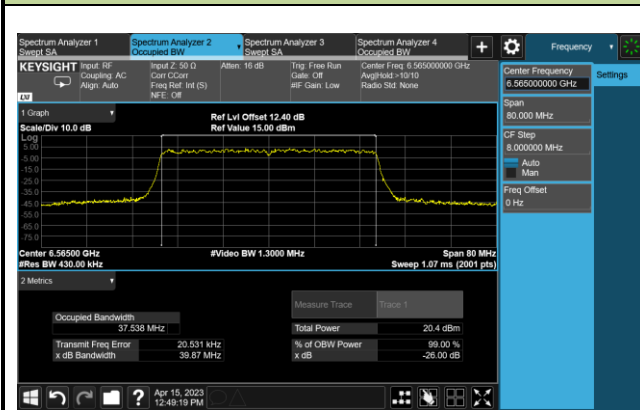 Spectrum Analyzer 1
Swept SA
Spectrum Analyzer 2
Occupied BW
Spectrum Analyzer 3
Swept SA
Spectrum Analyzer 4
Occupied BW
+
Frequency
KEYSIGHT
Input: RF
Coupling: AC
Align: Auto
Input Z: 50 Ω
Corr CCorr
Freq Ref: Int (S)
NFE: Off
Atten: 16 dB
Trig: Free Run
Gate: Off
#IF Gain: Low
Center Freq: 6.565000000 GHz
Avg|Hold:>10/10
Radio Std: None
LXI
1 Graph
Scale/Div 10.0 dB
Ref Lvl Offset 12.40 dB
Ref Value 15.00 dBm
Log
5.00
-5.00
-15.0
-25.0
-35.0
-45.0
-55.0
-65.0
-75.0
Center 6.56500 GHz
#Video BW 1.3000 MHz
Span 80 MHz
#Res BW 430.00 kHz
Sweep 1.07 ms (2001 pts)
2 Metrics
Measure Trace
Trace 1
Occupied Bandwidth
37.538 MHz
Total Power
20.4 dBm
Transmit Freq Error
20.531 kHz
% of OBW Power
99.00 %
x dB Bandwidth
39.87 MHz
x dB
-26.00 dB
Center Frequency
6.565000000 GHz
Settings
Span
80.000 MHz
CF Step
8.000000 MHz
Auto
Man
Freq Offset
0 Hz
?
Apr 15, 2023
12:49:19 PM